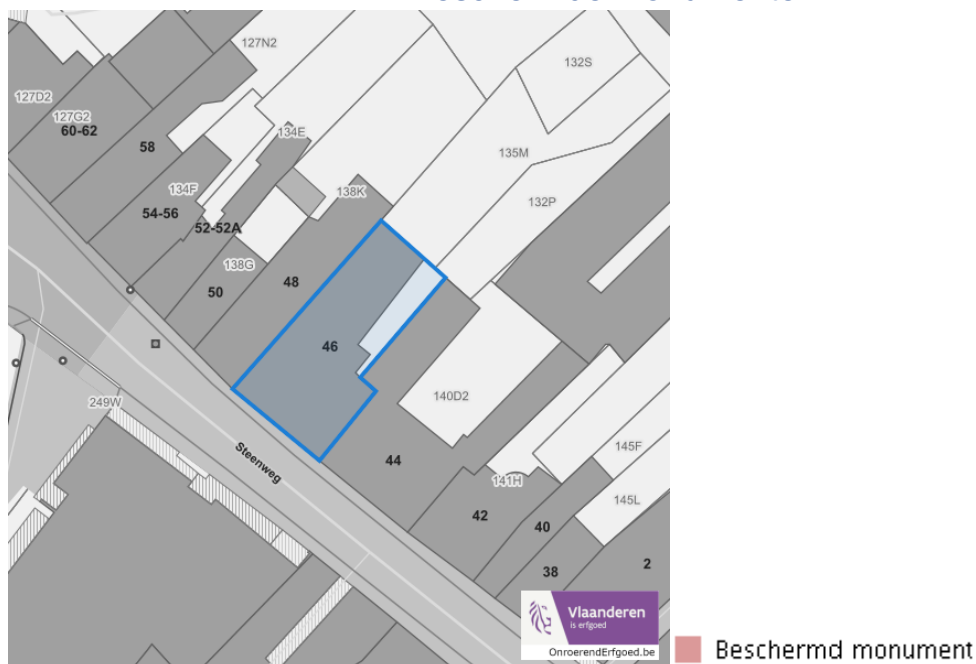 127N2
132S
127D2
127G2
60-62
134E
58
135M
134F
138K
132P
54-56
52-52A
138G
48
50
46
140D2
249W
Steenweg
44
145F
141H
145L
42
40
38
2
Vlaanderen
is erfgoed
OnroerendErfgoed.be
Beschermd monument